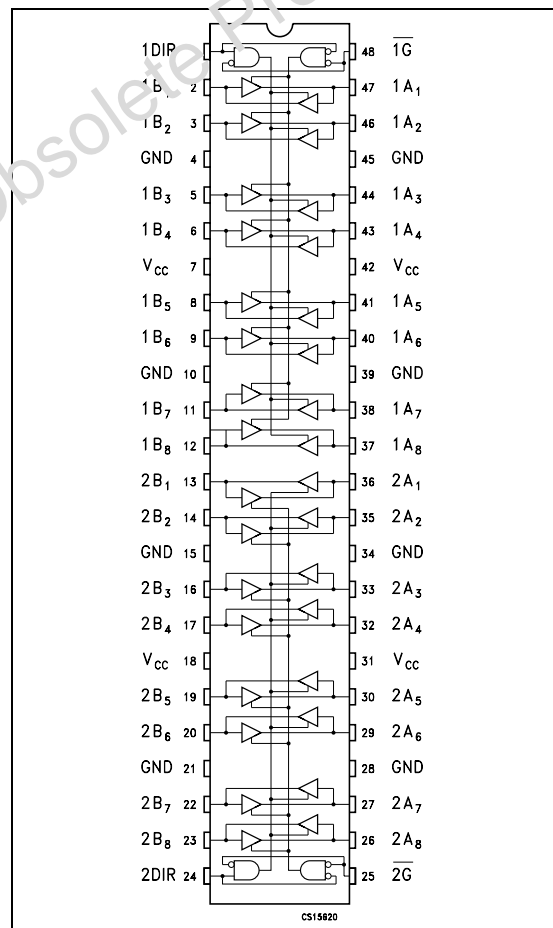 Obsolete Pr
1DIR 48 1G
1B 2 47 1A1
1B2 3 46 1A2
GND 4 45 GND
1B3 5 44 1A3
1B4 6 43 1A4
VCC 7 42 VCC
1B5 8 41 1A5
1B6 9 40 1A6
GND 10 39 GND
1B7 11 38 1A7
1B8 12 37 1A8
2B1 13 36 2A1
2B2 14 35 2A2
GND 15 34 GND
2B3 16 33 2A3
2B4 17 32 2A4
VCC 18 31 VCC
2B5 19 30 2A5
2B6 20 29 2A6
GND 21 28 GND
2B7 22 27 2A7
2B8 23 26 2A8
2DIR 24 25 2G
CS15620